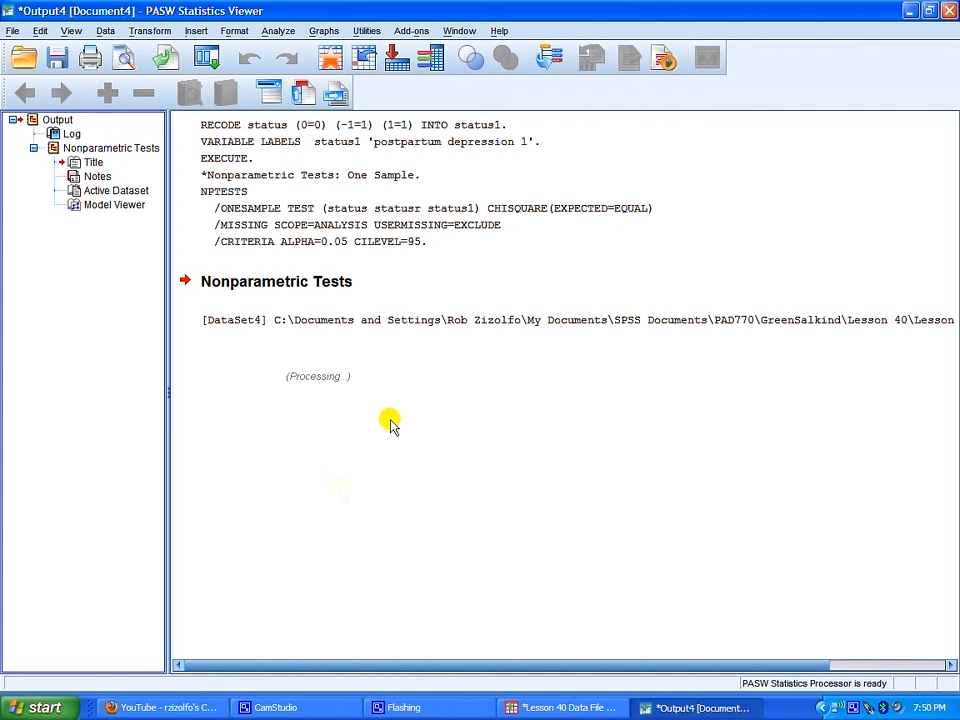 *Output4 [Document4] - PASW Statistics Viewer
File Edit View Data Transform Insert Format Analyze Graphs Utilities Add-ons Window Help
Output
Log
Nonparametric Tests
Title
Notes
Active Dataset
Model Viewer
RECODE status (0=0) (-1=1) (1=1) INTO status1.
VARIABLE LABELS  status1 'postpartum depression 1'.
EXECUTE.
*Nonparametric Tests: One Sample.
NPTESTS
/ONESAMPLE TEST (status statusr status1) CHISQUARE(EXPECTED=EQUAL)
/MISSING SCOPE=ANALYSIS USERMISSING=EXCLUDE
/CRITERIA ALPHA=0.05 CILEVEL=95.
Nonparametric Tests
[DataSet4] C:\Documents and Settings\Rob Zizolfo\My Documents\SPSS Documents\PAD770\GreenSalkind\Lesson 40\Lesson
(Processing..)
PASW Statistics Processor is ready
start YouTube - rzizolfo's C... CamStudio Flashing *Lesson 40 Data File ... *Output4 [Document... 7:50 PM